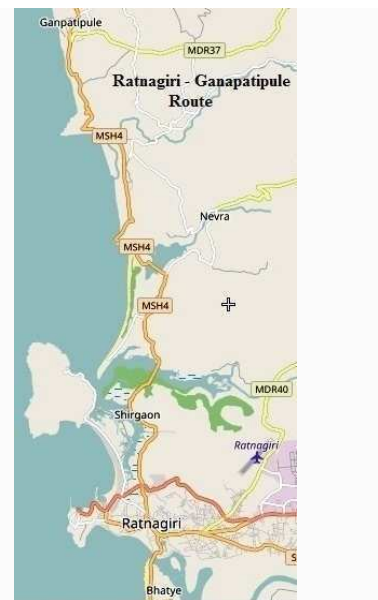 Ganpatipule
MDR37
Ratnagiri - Ganapatipule
Route
MSH4
Nevra
MSH4
MSH4
MDR40
Shirgaon
Ratnagiri
Ratnagiri
S
Bhatye